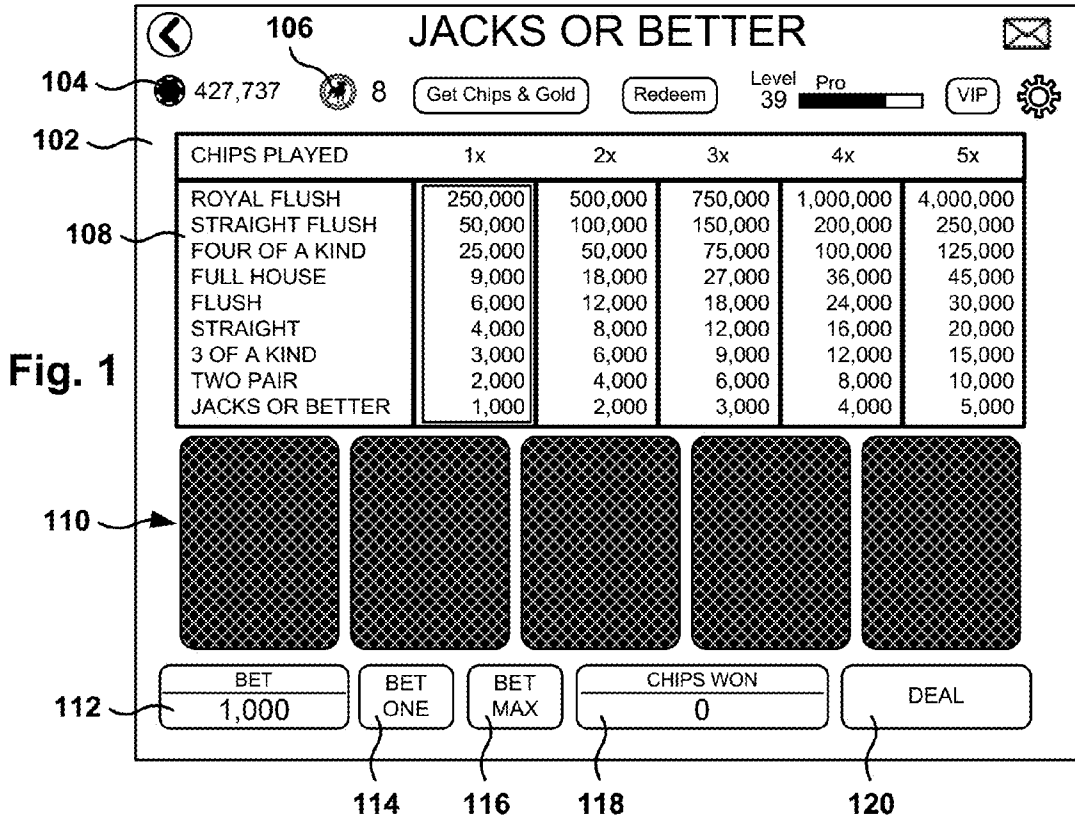 JACKS OR BETTER
106
104
427,737 8 Get Chips & Gold Redeem Level 39 Pro VIP
102
CHIPS PLAYED 1x 2x 3x 4x 5x
ROYAL FLUSH 250,000 500,000 750,000 1,000,000 4,000,000
108
STRAIGHT FLUSH 50,000 100,000 150,000 200,000 250,000
FOUR OF A KIND 25,000 50,000 75,000 100,000 125,000
FULL HOUSE 9,000 18,000 27,000 36,000 45,000
FLUSH 6,000 12,000 18,000 24,000 30,000
STRAIGHT 4,000 8,000 12,000 16,000 20,000
3 OF A KIND 3,000 6,000 9,000 12,000 15,000
Fig. 1
TWO PAIR 2,000 4,000 6,000 8,000 10,000
JACKS OR BETTER 1,000 2,000 3,000 4,000 5,000
110
BET
1,000
BET
ONE
BET
MAX
CHIPS WON
0
DEAL
112
114 116 118 120